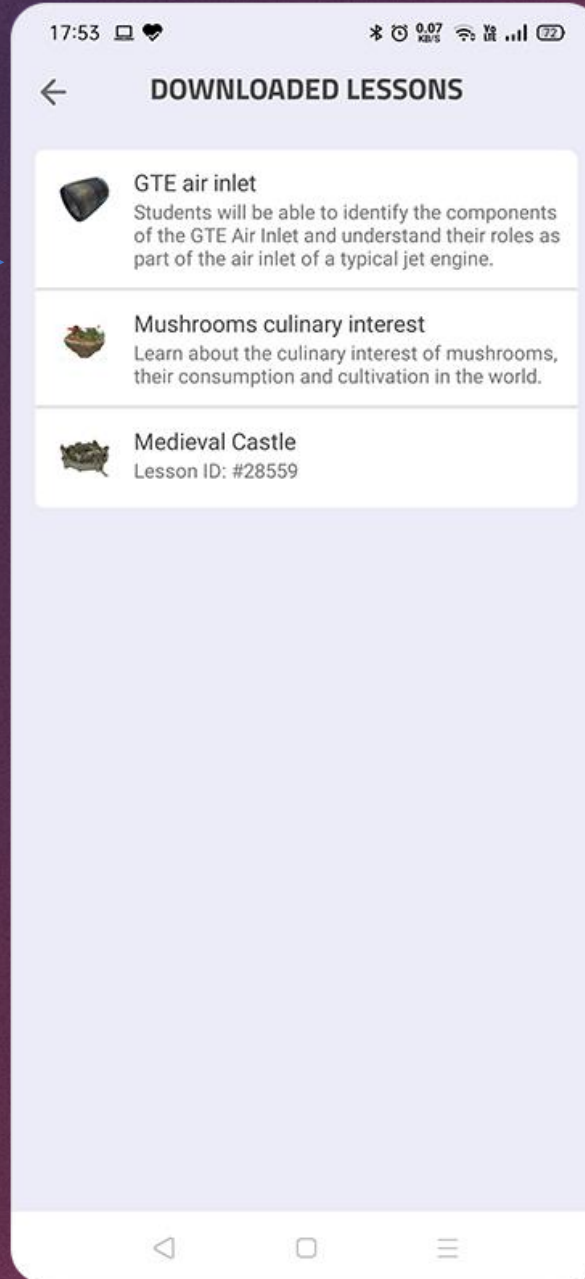 17:53
0.07
KB/S
Vo
LTE
72
DOWNLOADED LESSONS
GTE air inlet
Students will be able to identify the components
of the GTE Air Inlet and understand their roles as
part of the air inlet of a typical jet engine.
Mushrooms culinary interest
Learn about the culinary interest of mushrooms,
their consumption and cultivation in the world.
Medieval Castle
Lesson ID: #28559